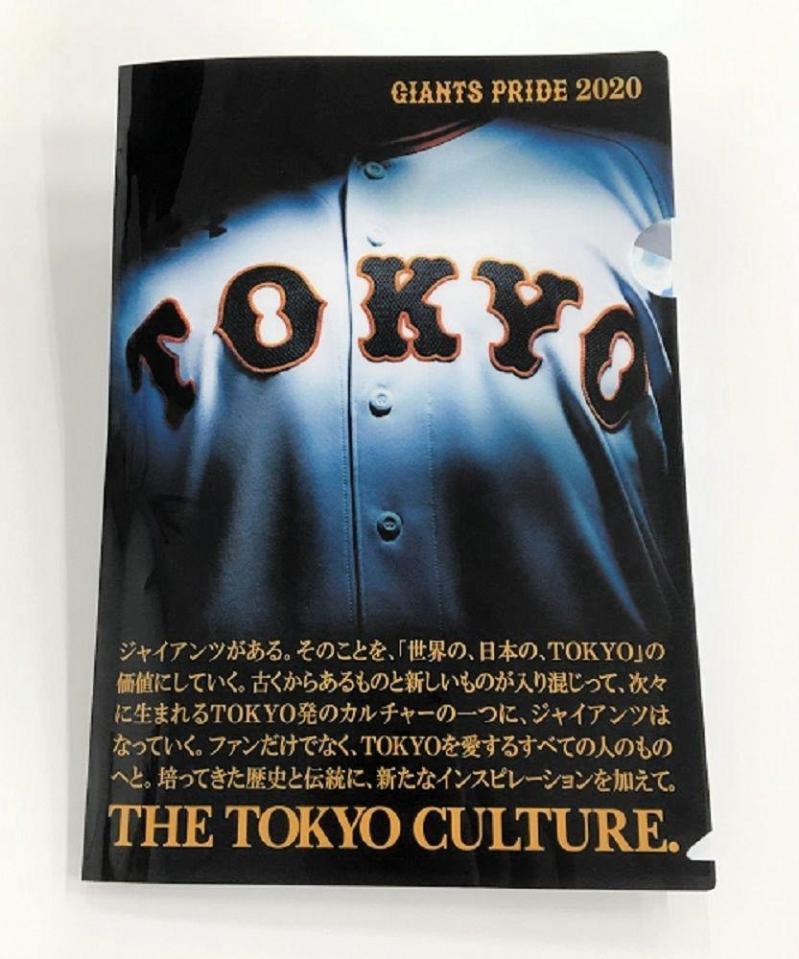 GIANTS PRIDE 2020
TOKYO
ジャイアンツがある。そのことを、「世界の、日本の、TOKYO」の
価値にしていく。古くからあるものと新しいものが入り混じって、次々
に生まれるTOKYO発のカルチャーの一つに、ジャイアンツは
なっていく。ファンだけでなく、TOKYOを愛するすべての人のもの
へと。培ってきた歴史と伝統に、新たなインスピレーションを加えて。
THE TOKYO CULTURE.